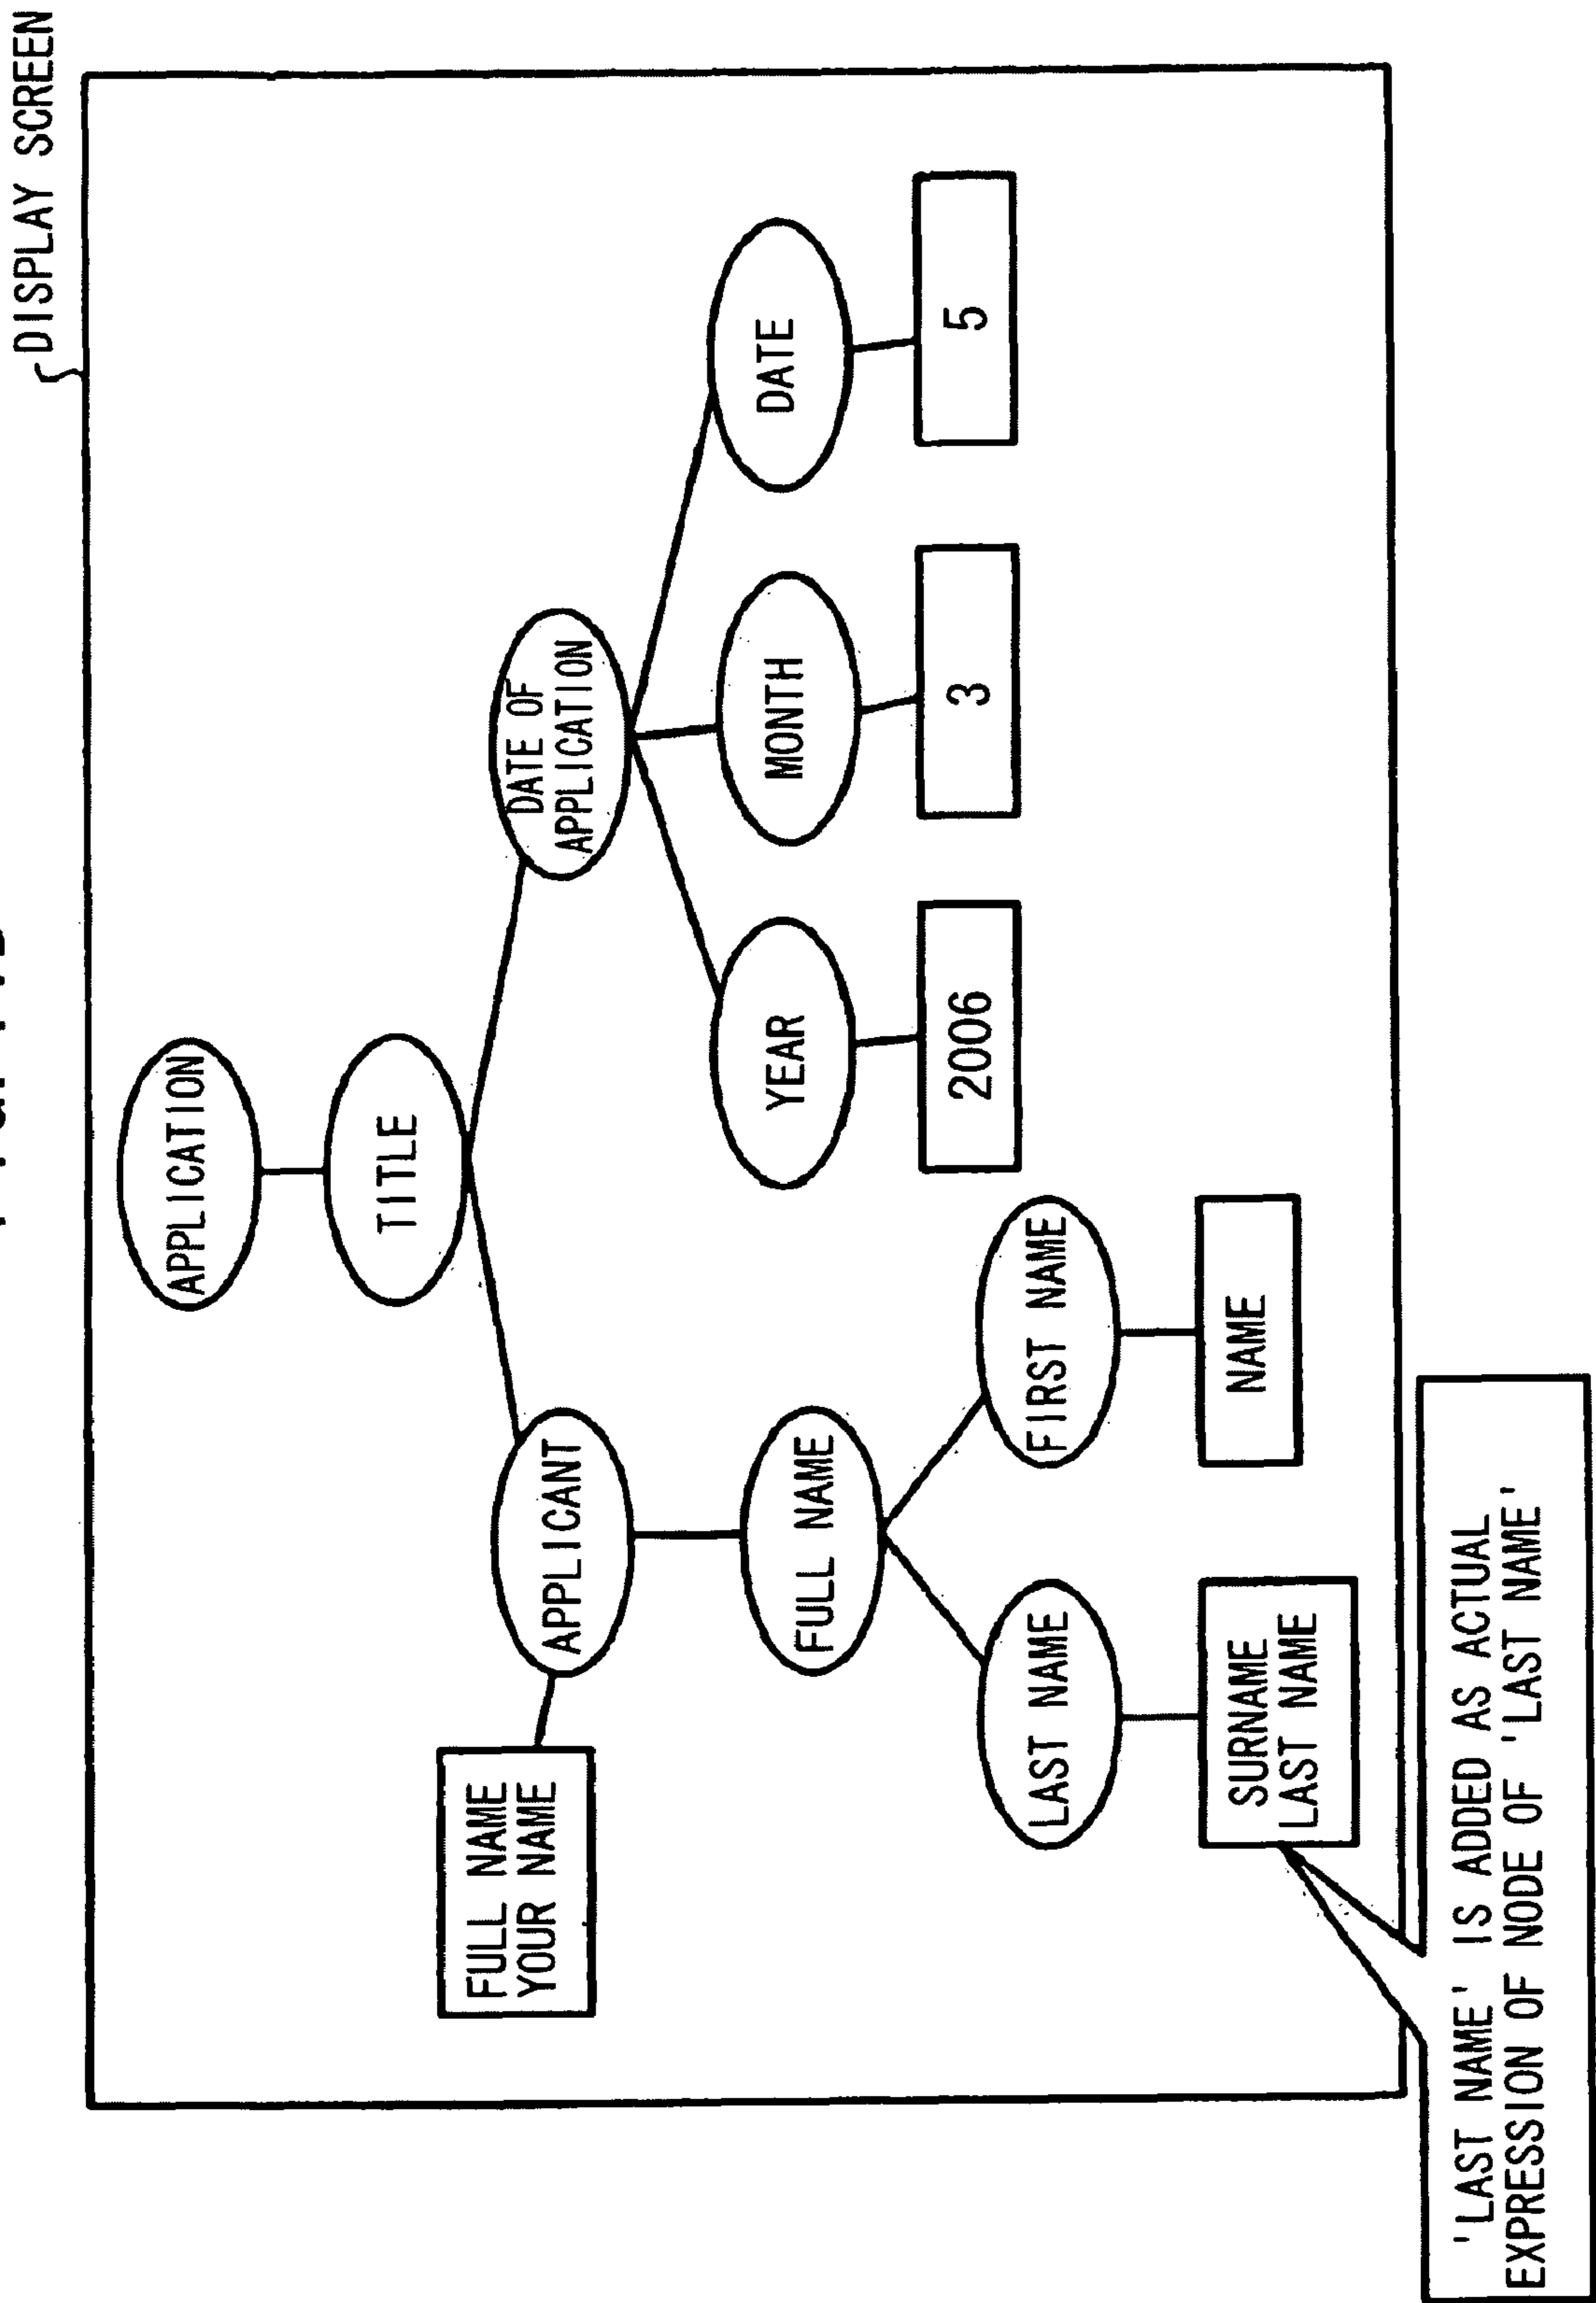 DISPLAY SCREEN
APPLICATION
TITLE
APPLICANT
DATE OF
APPLICATION
FULL NAME
YOUR NAME
FULL NAME
YEAR
MONTH
DATE
2006
3
5
LAST NAME
FIRST NAME
SURNAME
LAST NAME
NAME
'LAST NAME' IS ADDED AS ACTUAL
EXPRESSION OF NODE OF 'LAST NAME'